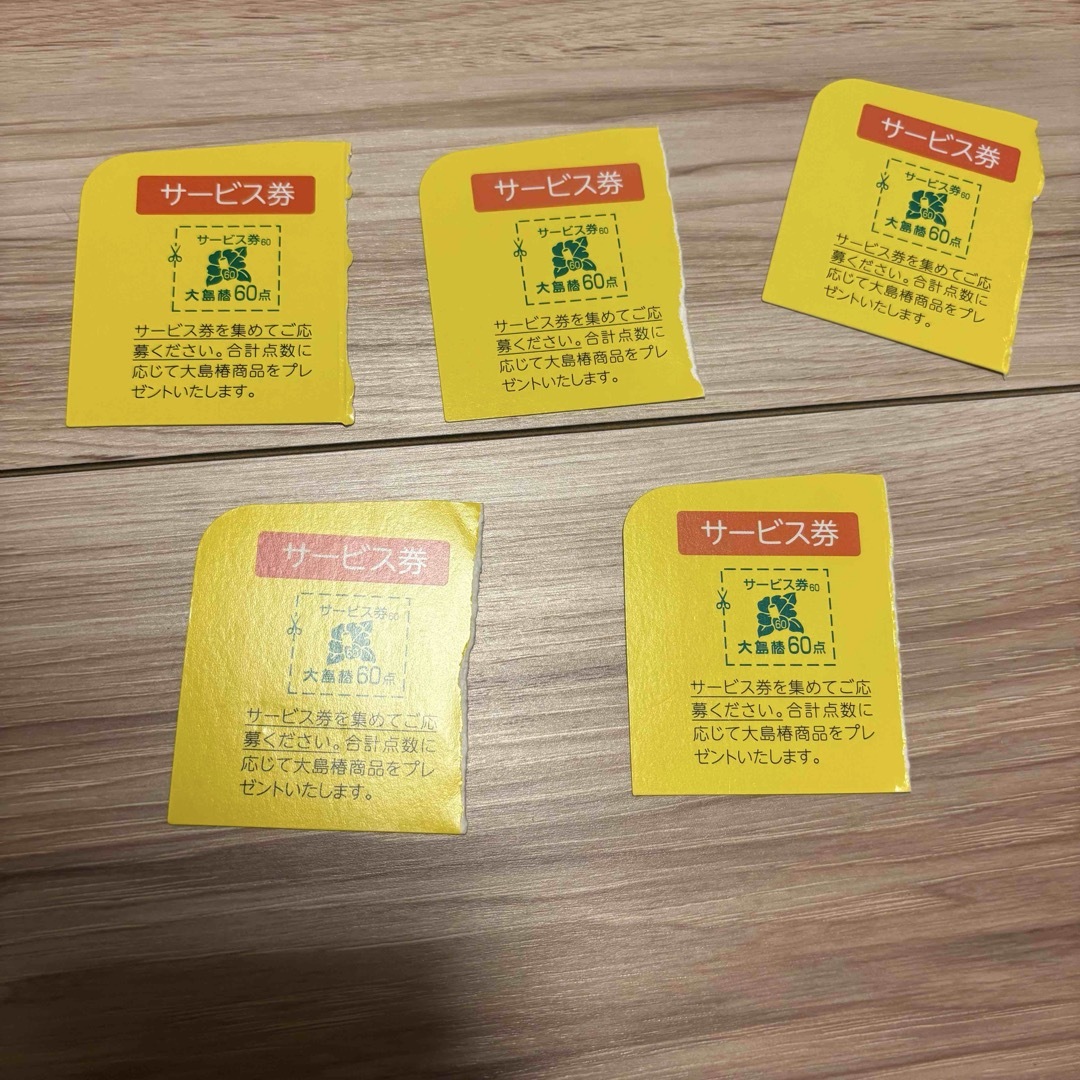 サービス券
サービス券60
60
大島椿60点
サービス券を集めてご応
募ください。合計点数に
応じて大島椿商品をプレ
ゼントいたします。
サービス券
サービス券60
60
大島椿60点
サービス券を集めてご応
募ください。合計点数に
応じて大島椿商品をプレ
ゼントいたします。
サービス券
サービス券60
60
大島椿60点
サービス券を集めてご応
募ください。合計点数に
応じて大島椿商品をプレ
ゼントいたします。
サービス券
サービス券60
60
大島椿60点
サービス券を集めてご応
募ください。合計点数に
応じて大島椿商品をプレ
ゼントいたします。
サービス券
サービス券60
60
大島椿60点
サービス券を集めてご応
募ください。合計点数に
応じて大島椿商品をプレ
ゼントいたします。